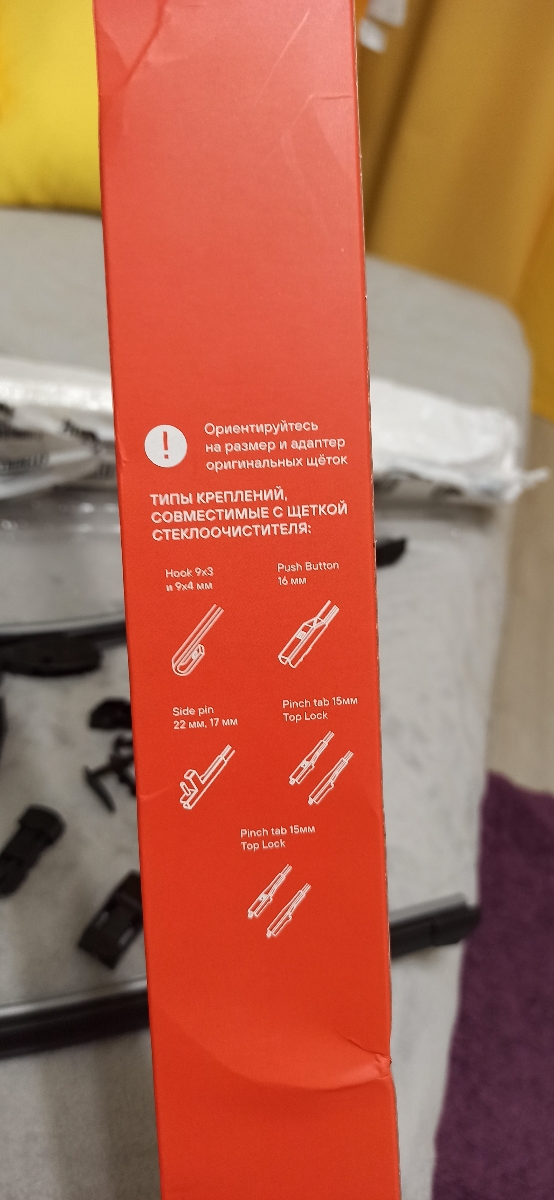 !
Ориентируйтесь
на размер и адаптер
оригинальных щёток
ТИПЫ КРЕПЛЕНИЙ,
СОВМЕСТИМЫЕ С ЩЕТКОЙ
СТЕКЛООЧИСТИТЕЛЯ:
Hook 9x3
и 9x4 мм
Push Button
16 мм
Side pin
22 мм, 17 мм
Pinch tab 15мм
Top Lock
Pinch tab 15мм
Top Lock